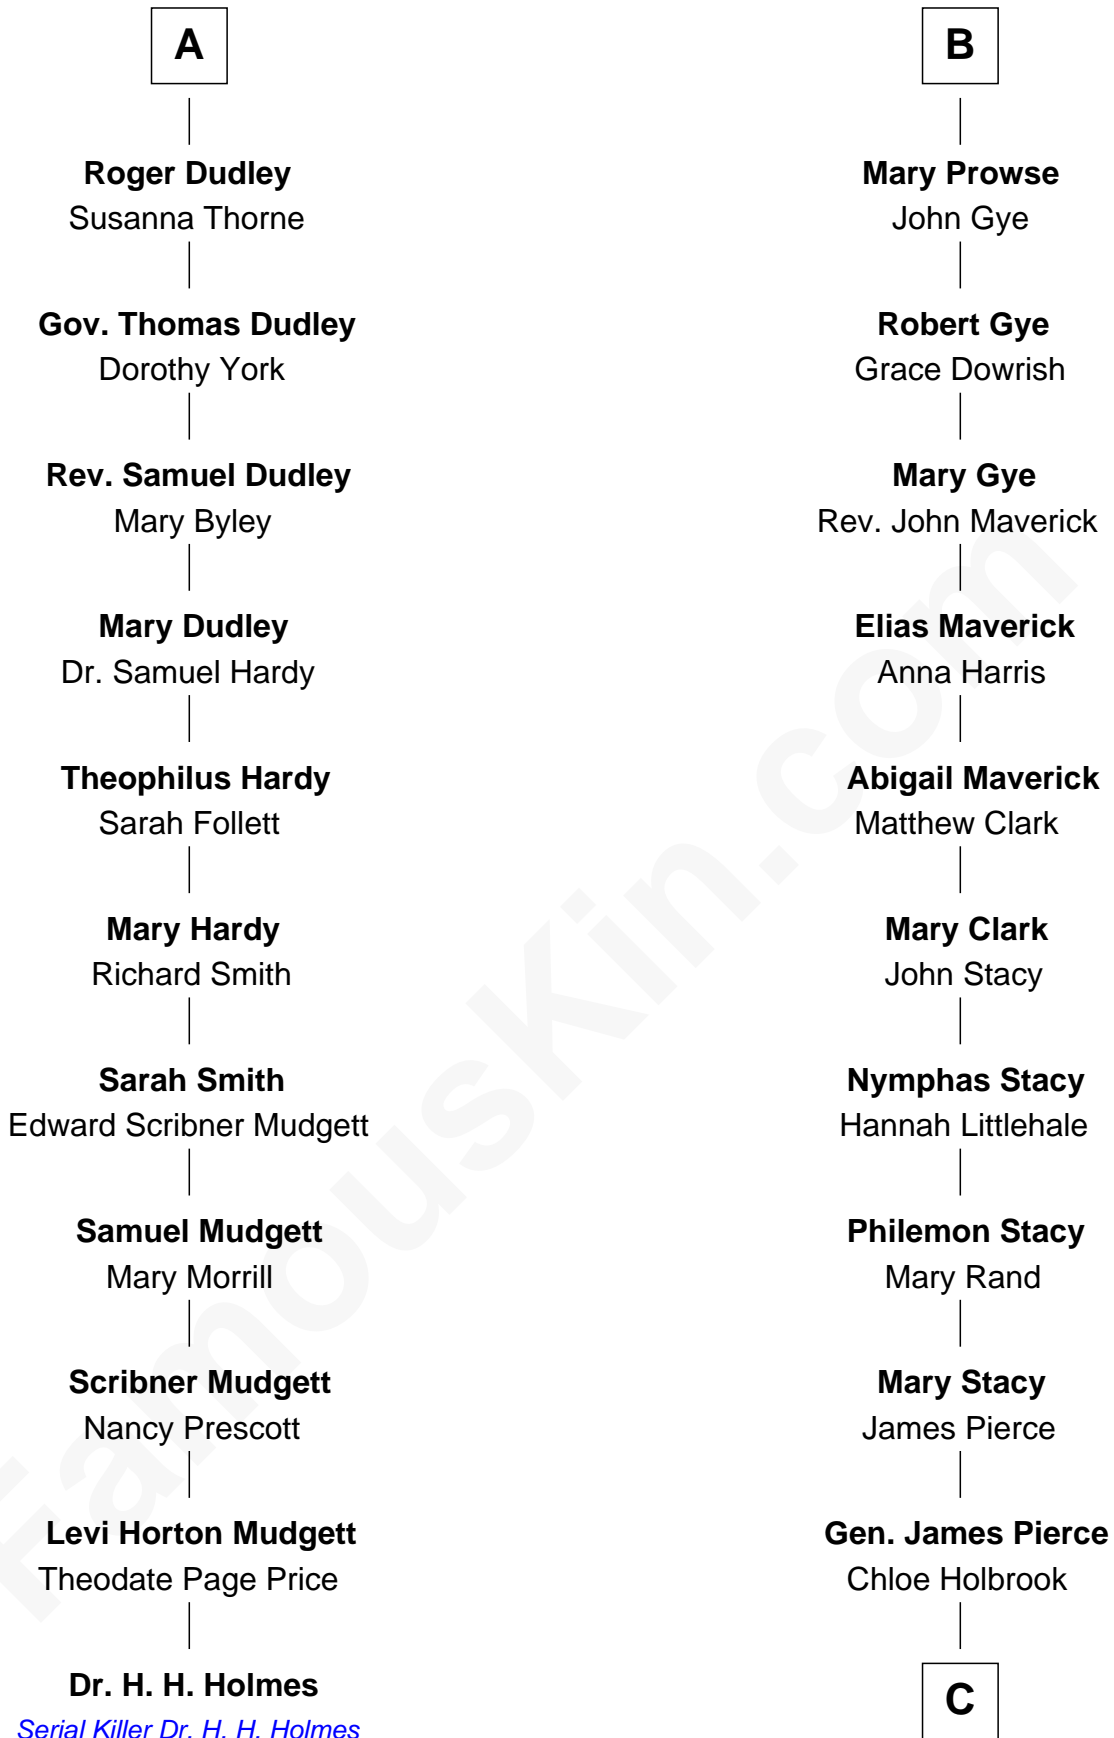 A
Roger Dudley
Susanna Thorne
Gov. Thomas Dudley
Dorothy York
Rev. Samuel Dudley
Mary Byley
Mary Dudley
Dr. Samuel Hardy
Theophilus Hardy
Sarah Follett
Mary Hardy
Richard Smith
Sarah Smith
Edward Scribner Mudgett
Samuel Mudgett
Mary Morrill
Scribner Mudgett
Nancy Prescott
Levi Horton Mudgett
Theodate Page Price
Dr. H. H. Holmes
Serial Killer Dr. H. H. Holmes
B
Mary Prowse
John Gye
Robert Gye
Grace Dowrish
Mary Gye
Rev. John Maverick
Elias Maverick
Anna Harris
Abigail Maverick
Matthew Clark
Mary Clark
John Stacy
Nymphas Stacy
Hannah Littlehale
Philemon Stacy
Mary Rand
Mary Stacy
James Pierce
Gen. James Pierce
Chloe Holbrook
C
FamousKin.com